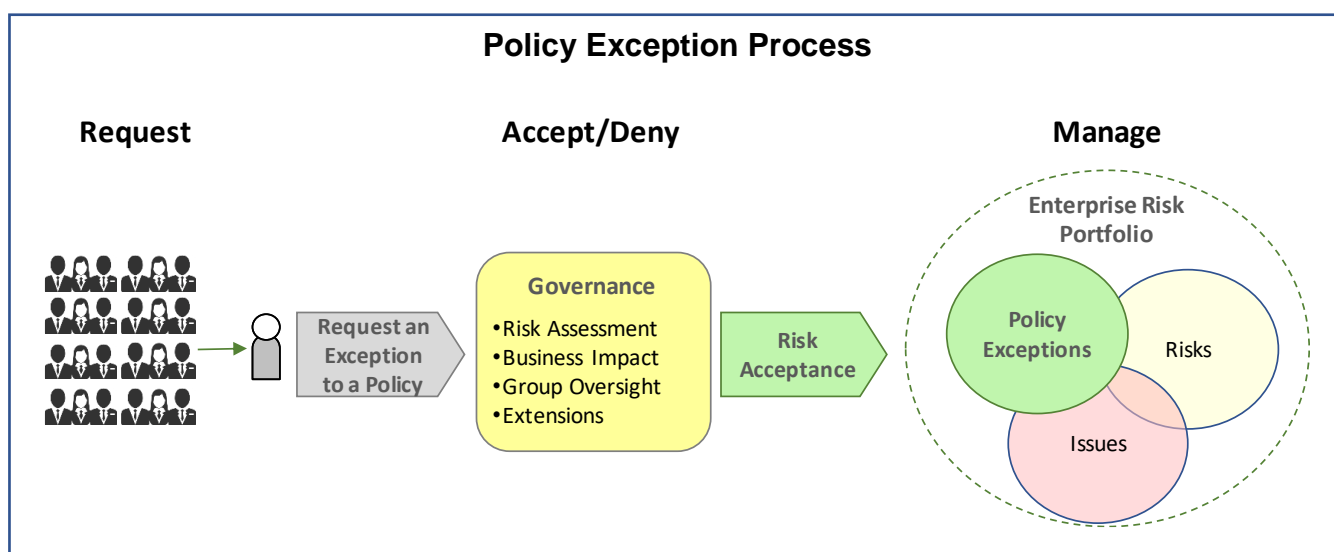 Policy Exception Process
Request
Accept/Deny
Manage
Request an
Exception
to a Policy
Governance
•Risk Assessment
•Business Impact
•Group Oversight
•Extensions
Risk
Acceptance
Enterprise Risk
Portfolio
Policy
Exceptions
Risks
Issues